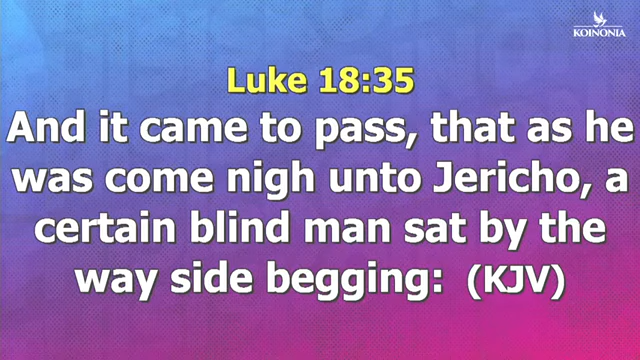 KOINONIA
Luke 18:35
And it came to pass, that as he
was come nigh unto Jericho, a
certain blind man sat by the
way side begging: (KJV)